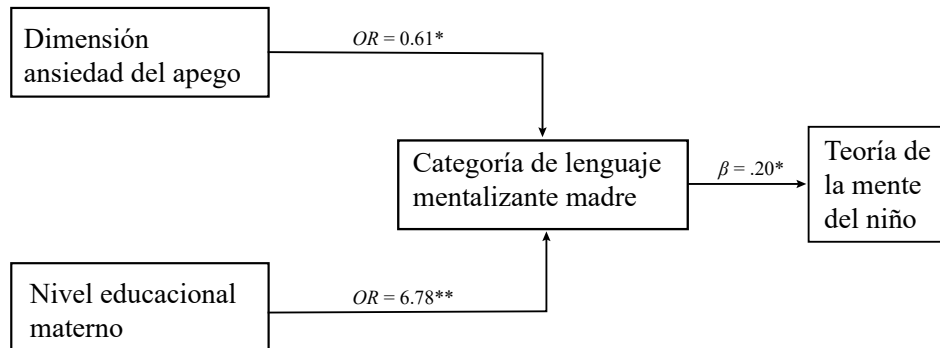 Dimensión
ansiedad del apego
OR = 0.61*
Categoría de lenguaje
mentalizante madre
β = .20*
Teoría de
la mente
del niño
Nivel educacional
materno
OR = 6.78**